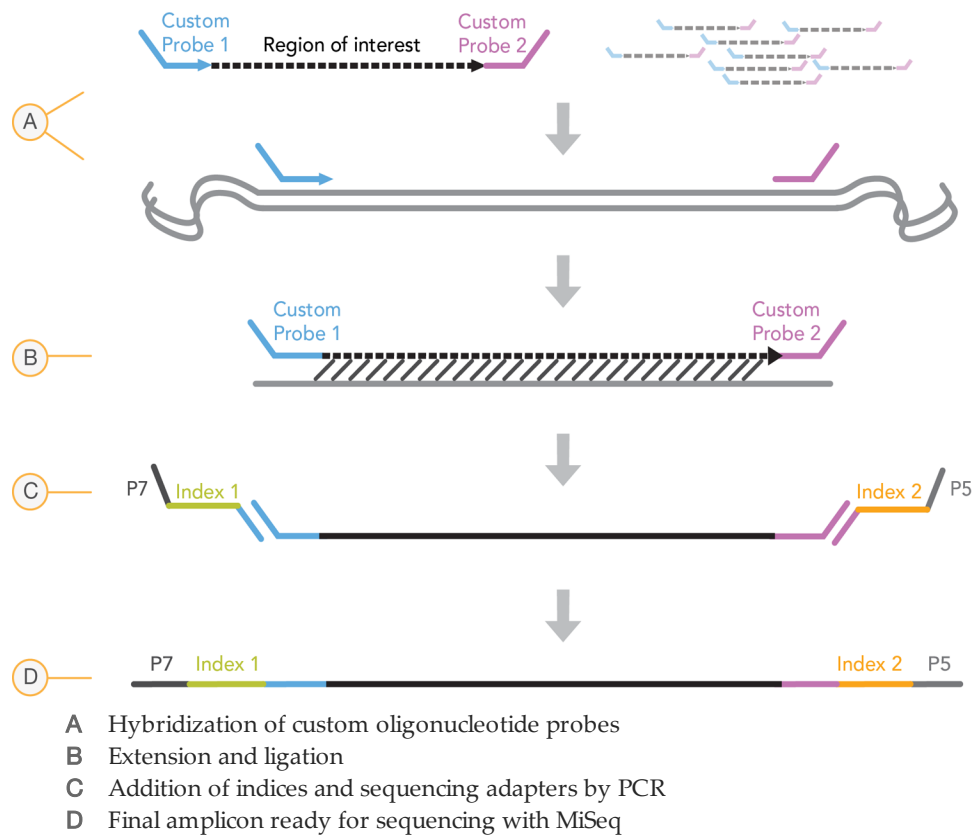 Custom
Probe 1
Region of interest
Custom
Probe 2
A
Custom
Probe 1
Custom
Probe 2
B
P7
Index 1
Index 2
P5
C
P7
Index 1
Index 2
P5
D
A Hybridization of custom oligonucleotide probes
B Extension and ligation
C Addition of indices and sequencing adapters by PCR
D Final amplicon ready for sequencing with MiSeq